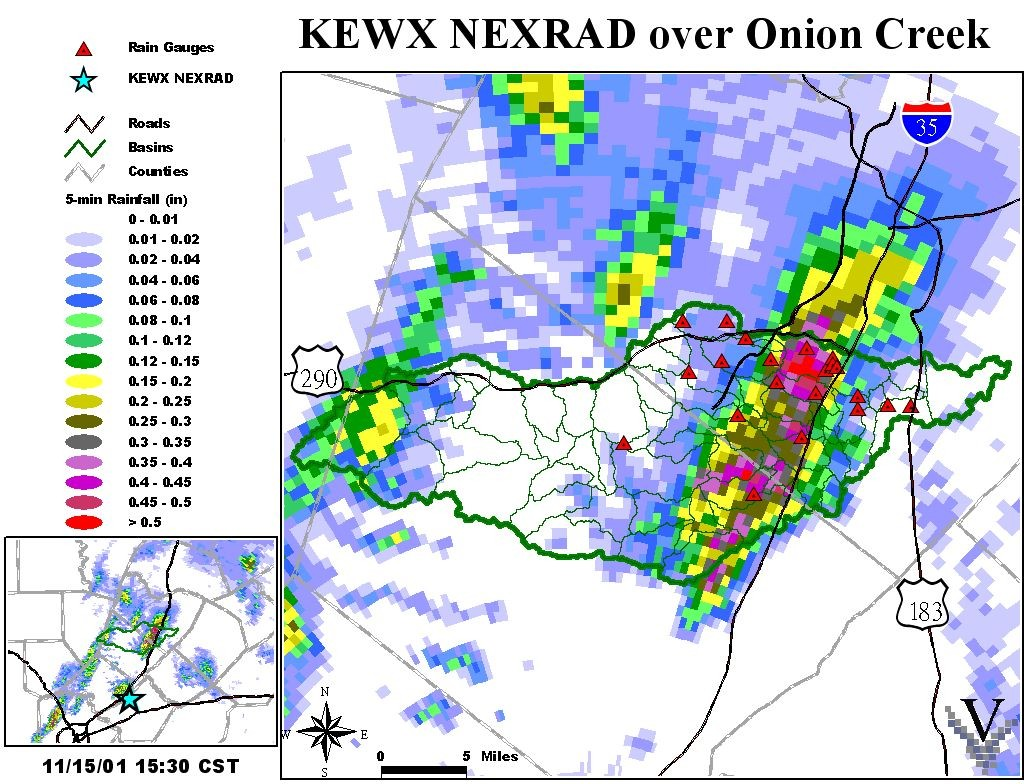 KEWX NEXRAD over Onion Creek
Rain Gauges
KEWX NEXRAD
Roads
Basins
Counties
5-min Rainfall (in)
0 - 0.01
0.01 - 0.02
0.02 - 0.04
0.04 - 0.06
0.06 - 0.08
0.08 - 0.1
0.1 - 0.12
0.12 - 0.15
0.15 - 0.2
0.2 - 0.25
0.25 - 0.3
0.3 - 0.35
0.35 - 0.4
0.4 - 0.45
0.45 - 0.5
> 0.5
35
290
183
N
W E
S
0 5 Miles
V
11/15/01 15:30 CST